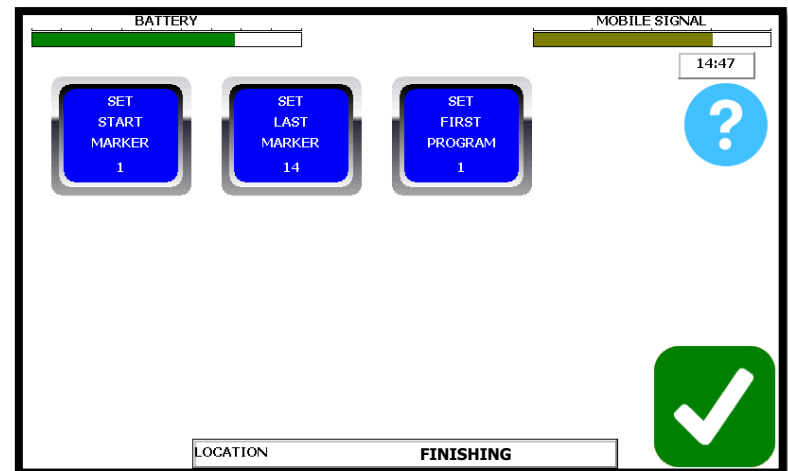 BATTERY
MOBILE SIGNAL
14:47
SET
START
MARKER
1
SET
LAST
MARKER
14
SET
FIRST
PROGRAM
1
?
LOCATION FINISHING